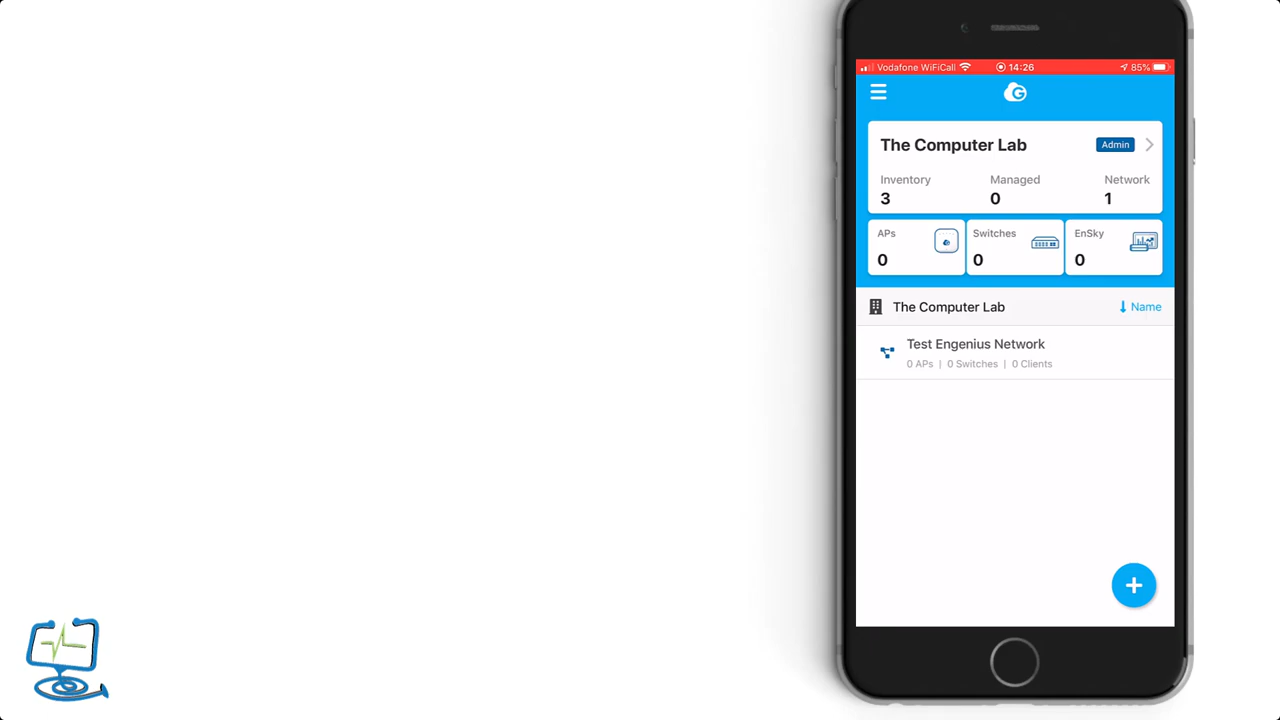 Vodafone WiFiCall 14:26 85%
The Computer Lab Admin
Inventory Managed Network
3 0 1
APs Switches EnSky
0 0 0
The Computer Lab Name
Test Engenius Network
0 APs | 0 Switches | 0 Clients